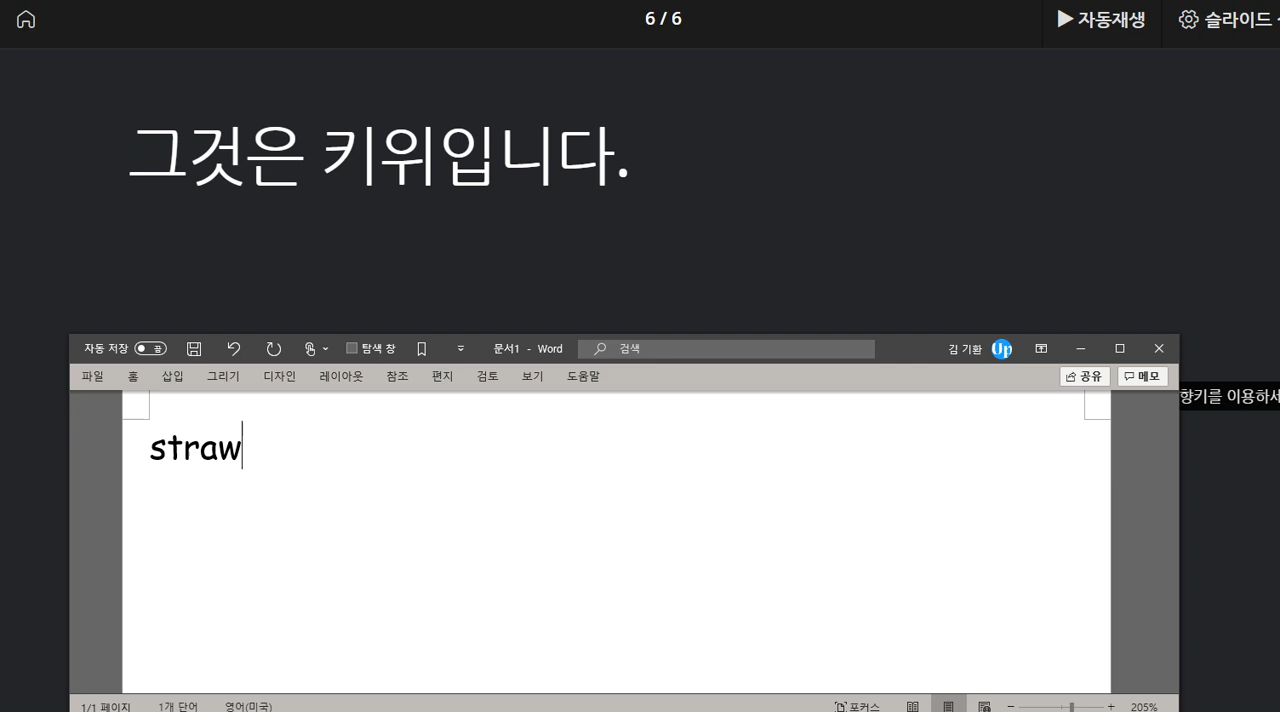 6 / 6
▶ 자동재생
슬라이드
그것은 키위입니다.
자동 저장 끔 탐색 창 문서1 - Word 검색 김 기환 Up
파일 홈 삽입 그리기 디자인 레이아웃 참조 편지 검토 보기 도움말 공유 메모
향키를 이용하세
straw
1/1 페이지 1개 단어 영어(미국) 포커스 205%